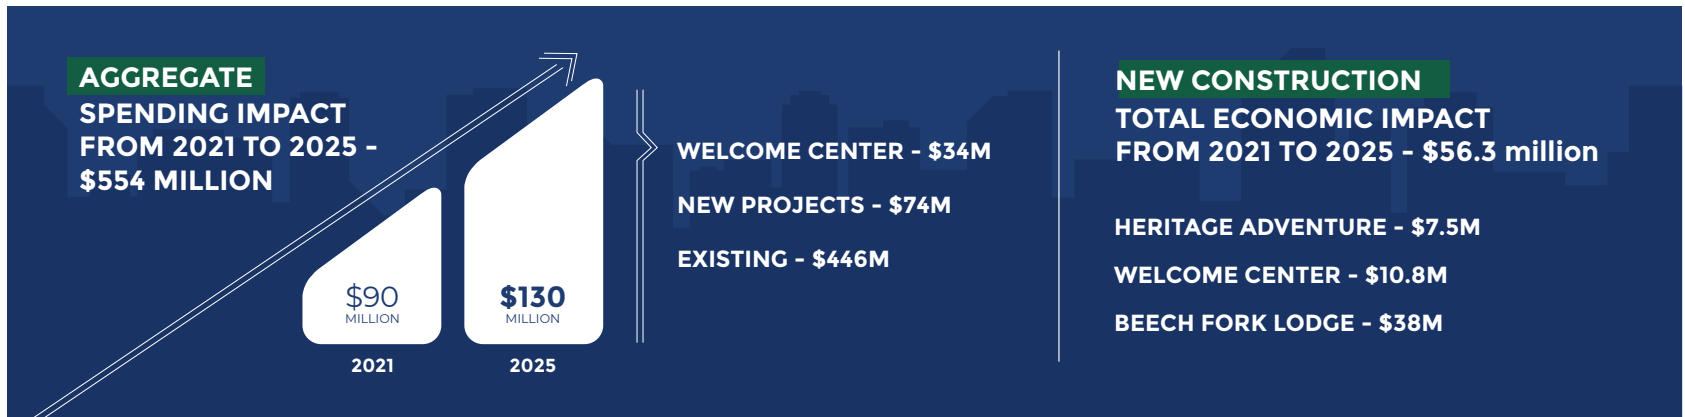 AGGREGATE
SPENDING IMPACT
FROM 2021 TO 2025 -
$554 MILLION
$90
MILLION
2021
$130
MILLION
2025
WELCOME CENTER - $34M
NEW PROJECTS - $74M
EXISTING - $446M
NEW CONSTRUCTION
TOTAL ECONOMIC IMPACT
FROM 2021 TO 2025 - $56.3 million
HERITAGE ADVENTURE - $7.5M
WELCOME CENTER - $10.8M
BEECH FORK LODGE - $38M